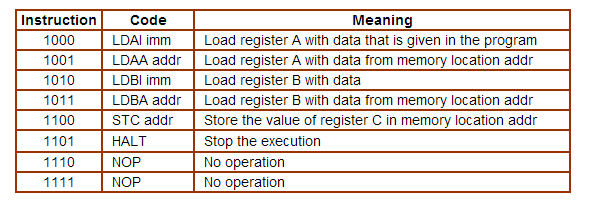 Instruction Code Meaning
1000 LDAI imm Load register A with data that is given in the program
1001 LDAA addr Load register A with data from memory location addr
1010 LDBI imm Load register B with data
1011 LDBA addr Load register B with data from memory location addr
1100 STC addr Store the value of register C in memory location addr
1101 HALT Stop the execution
1110 NOP No operation
1111 NOP No operation